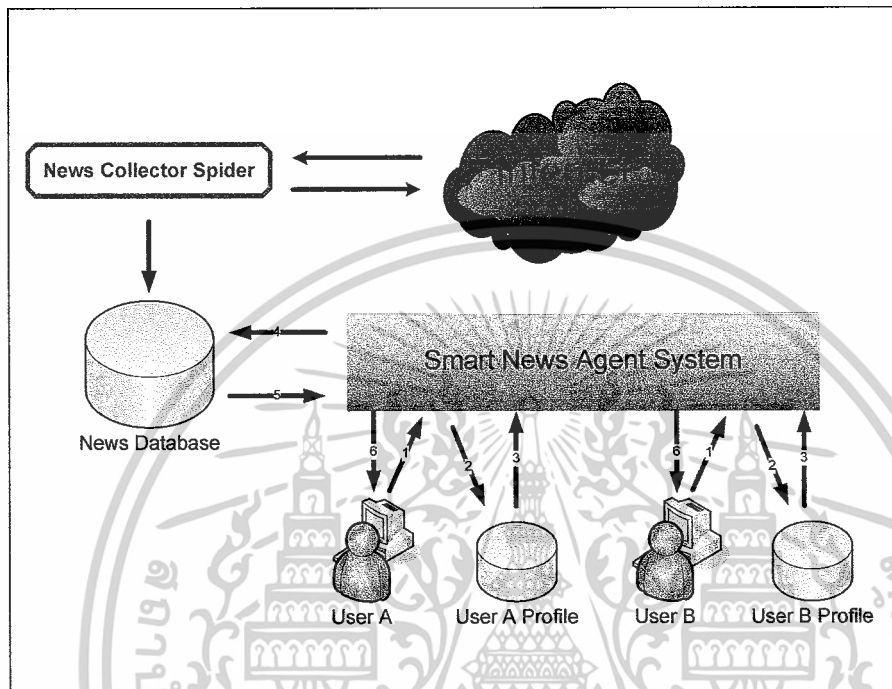 News Collector Spider
Internet
4
Smart News Agent System
5
News Database
6
1
2
3
6
1
2
3
User A
User A Profile
User B
User B Profile